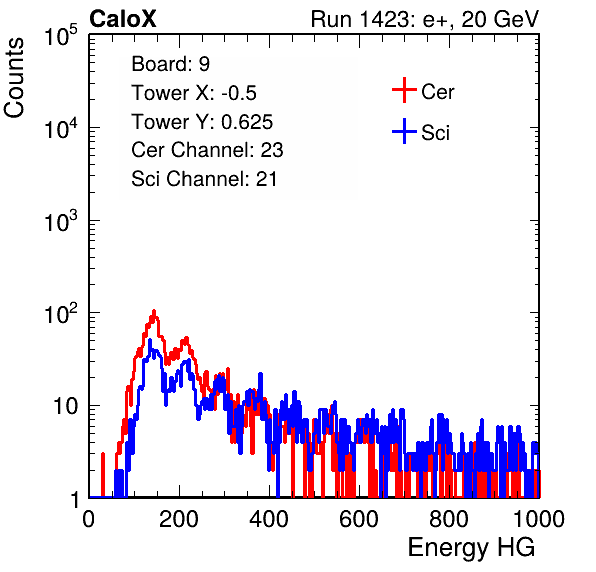 CaloX Run 1423: e+, 20 GeV
Counts
Board: 9
Tower X: -0.5
Tower Y: 0.625
Cer Channel: 23
Sci Channel: 21
Cer
Sci
10^5
10^4
10^3
10^2
10
1
0 200 400 600 800 1000
Energy HG